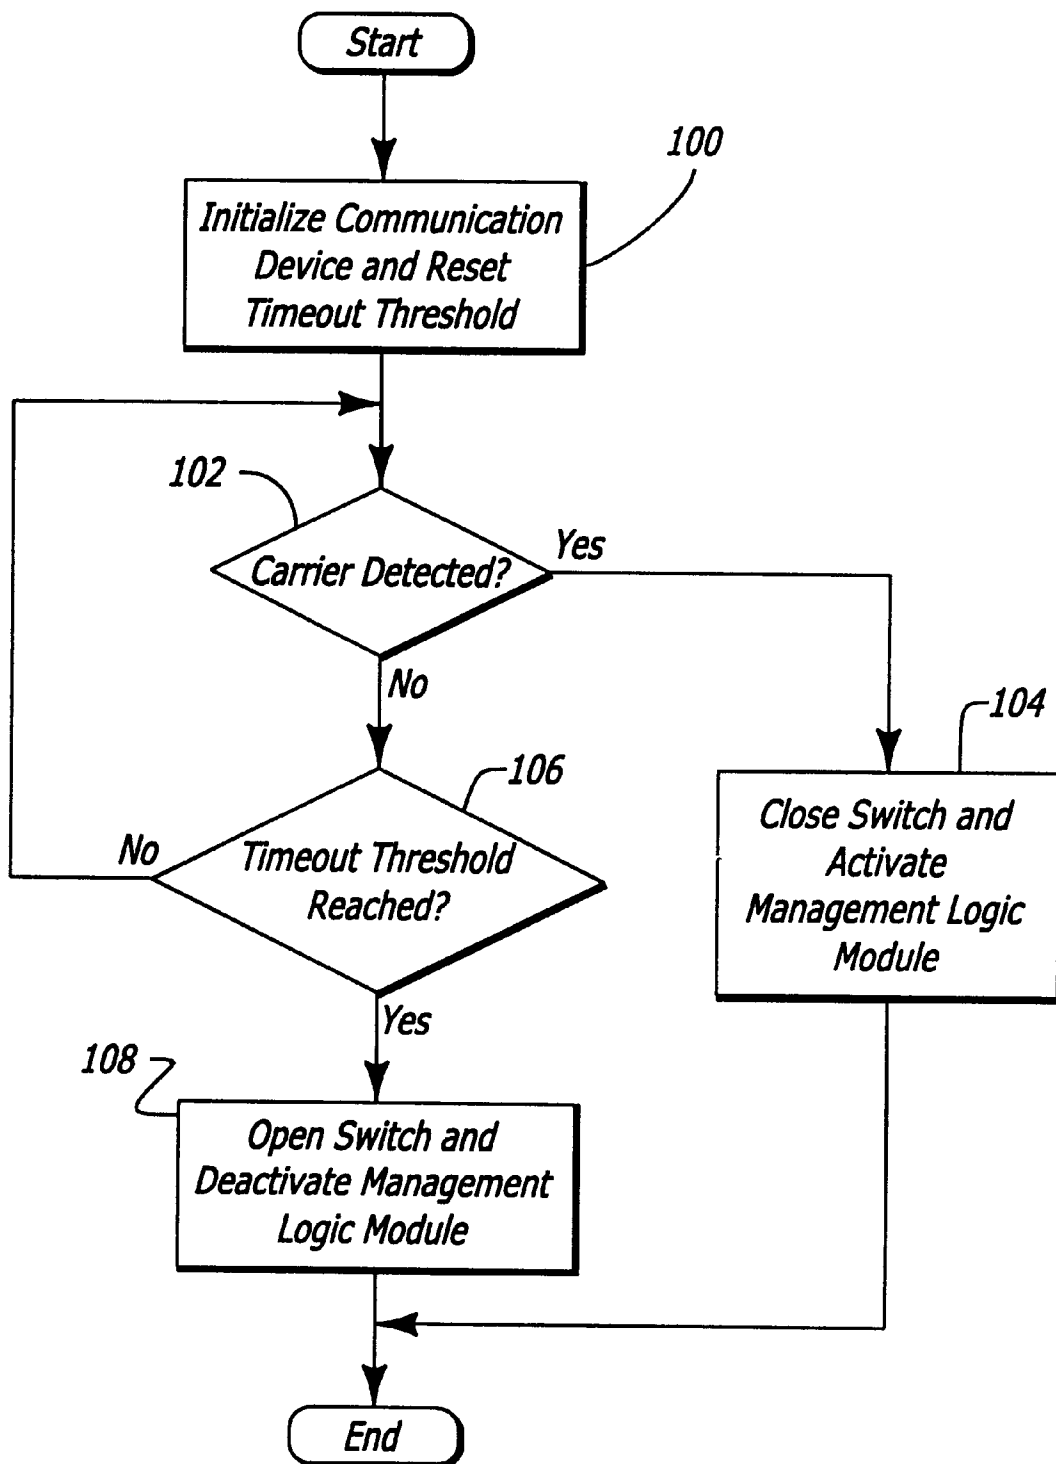 Start
100
Initialize Communication
Device and Reset
Timeout Threshold
102
Carrier Detected?
Yes
No
104
106
No
Timeout Threshold
Reached?
Close Switch and
Activate
Management Logic
Module
Yes
108
Open Switch and
Deactivate Management
Logic Module
End